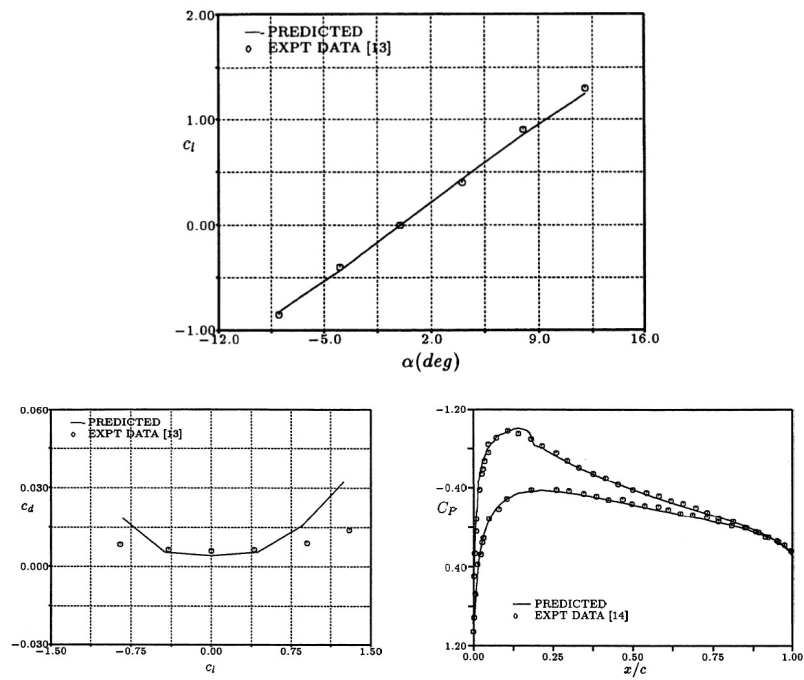 2.00
PREDICTED
EXPT DATA [13]
1.00
c_l
0.00
−1.00
−12.0 −5.0 2.0 9.0 16.0
α(deg)
0.060
PREDICTED
EXPT DATA [13]
0.030
c_d
0.000
−0.030
−1.50 −0.75 0.00 0.75 1.50
c_l
−1.20
−0.40
C_P
0.40
PREDICTED
EXPT DATA [14]
1.20
0.00 0.25 0.50 0.75 1.00
x/c